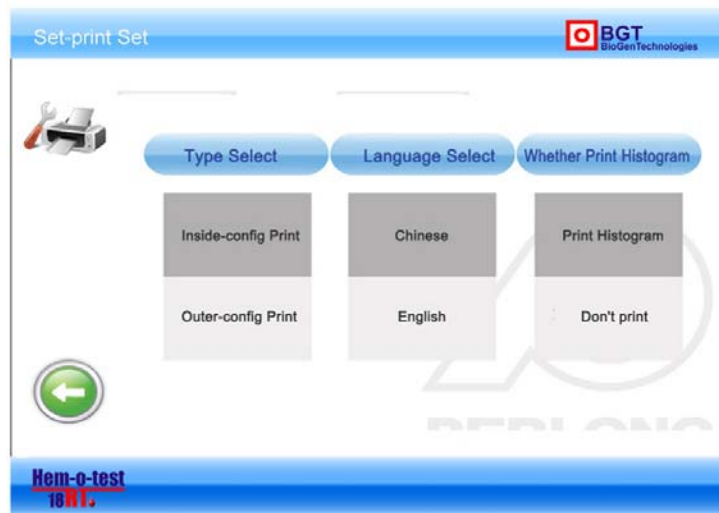 Set-print Set
BGT
BioGenTechnologies
Type Select
Language Select
Whether Print Histogram
Inside-config Print
Chinese
Print Histogram
Outer-config Print
English
Don't print
Hem-o-test
18RT